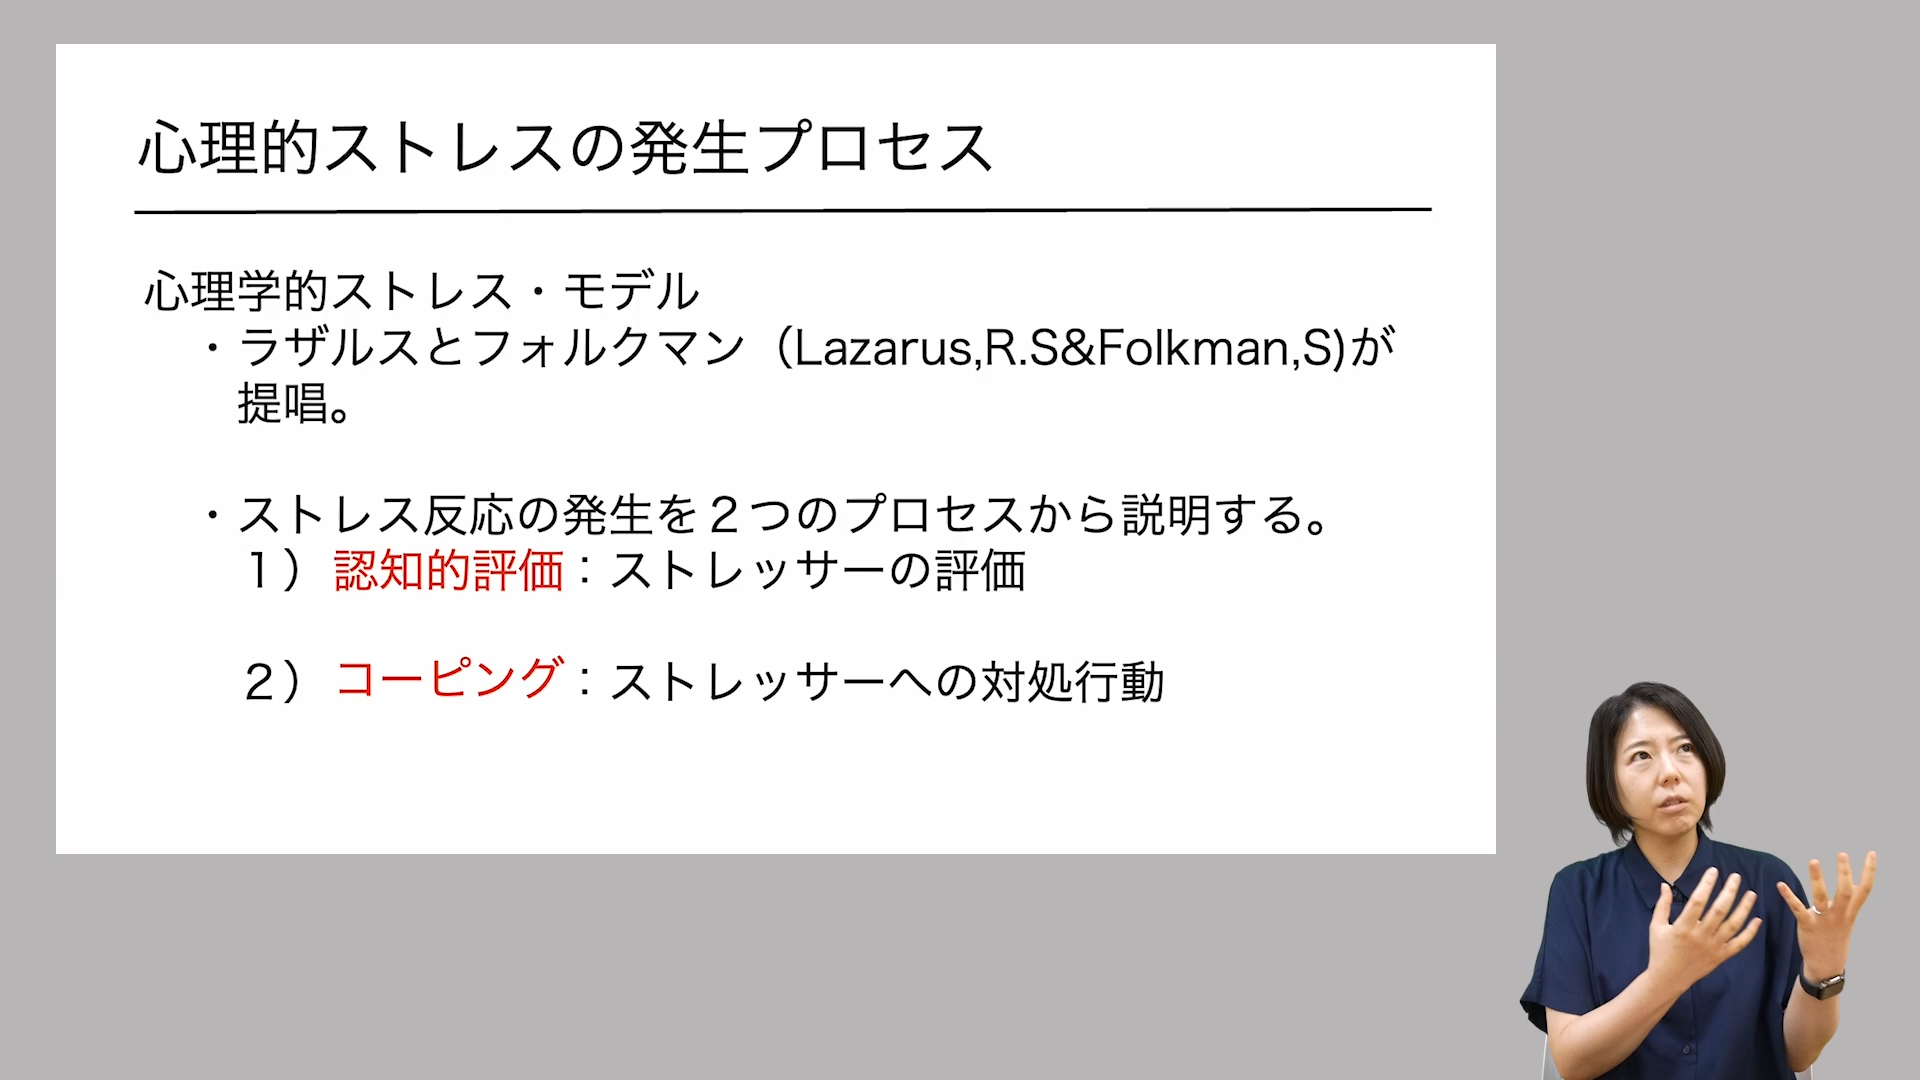 心理的ストレスの発生プロセス
心理学的ストレス・モデル
・ラザルスとフォルクマン（Lazarus,R.S&Folkman,S)が
提唱。
・ストレス反応の発生を２つのプロセスから説明する。
１）認知的評価：ストレッサーの評価
２）コーピング：ストレッサーへの対処行動